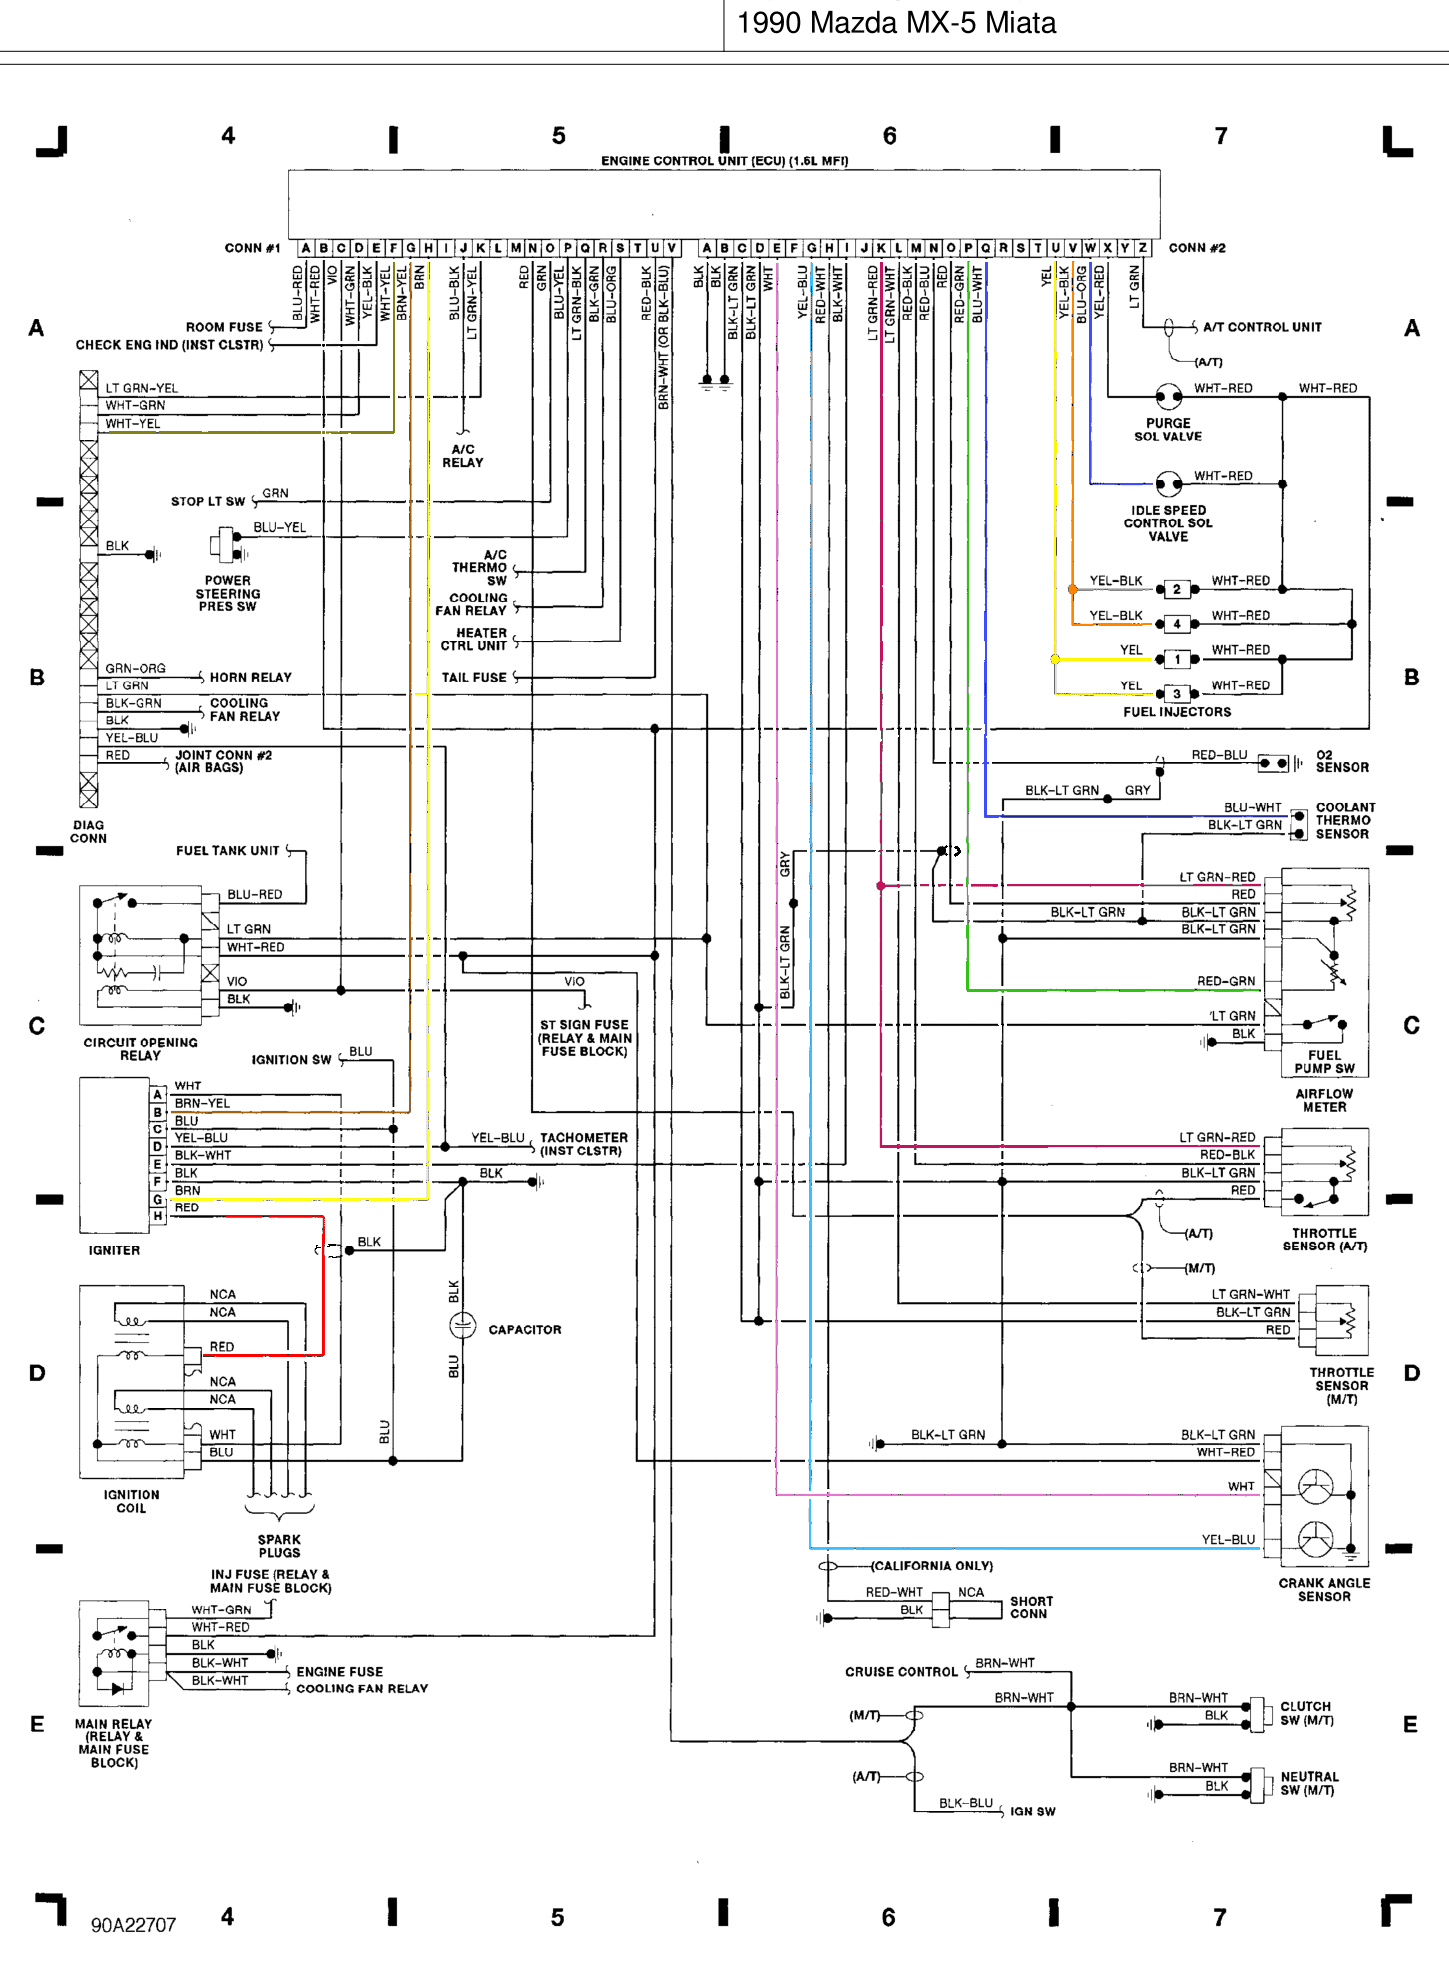 1990 Mazda MX-5 Miata
4 5 6 7
ENGINE CONTROL UNIT (ECU) (1.6L MFI)
CONN #1 A B C D E F G H I J K L M N O P Q R S T U V
A B C D E F G H I J K L M N O P Q R S T U V W X Y Z CONN #2
BLU-RED
WHT-RED
VIO
WHT-GRN
YEL-BLK
WHT-YEL
BRN-YEL
BRN
BLU-BLK
LT GRN-YEL
RED
GRN
BLU-YEL
LT GRN-BLK
BLK-GRN
BLU-ORG
RED-BLK
BRN-WHT (OR BLK-BLU)
BLK
BLK
BLK-LT GRN
BLK-LT GRN
WHT
YEL-BLU
RED-WHT
BLK-WHT
LT GRN-RED
LT GRN-WHT
RED-BLK
RED-BLU
RED
RED-GRN
BLU-WHT
YEL
YEL-BLK
BLU-ORG
YEL-RED
LT GRN
A
A
ROOM FUSE
CHECK ENG IND (INST CLSTR)
A/T CONTROL UNIT
(A/T)
LT GRN-YEL
WHT-GRN
WHT-YEL
A/C
RELAY
WHT-RED
WHT-RED
PURGE
SOL VALVE
WHT-RED
IDLE SPEED
CONTROL SOL
VALVE
STOP LT SW
GRN
BLU-YEL
BLK
POWER
STEERING
PRES SW
A/C
THERMO
SW
COOLING
FAN RELAY
HEATER
CTRL UNIT
TAIL FUSE
YEL-BLK 2 WHT-RED
YEL-BLK 4 WHT-RED
YEL 1 WHT-RED
YEL 3 WHT-RED
FUEL INJECTORS
B
B
GRN-ORG
HORN RELAY
LT GRN
BLK-GRN
COOLING
FAN RELAY
BLK
YEL-BLU
RED
JOINT CONN #2
(AIR BAGS)
DIAG
CONN
RED-BLU
O2
SENSOR
BLK-LT GRN
GRY
BLU-WHT
BLK-LT GRN
COOLANT
THERMO
SENSOR
FUEL TANK UNIT
BLU-RED
LT GRN
WHT-RED
VIO
BLK
CIRCUIT OPENING
RELAY
VIO
ST SIGN FUSE
(RELAY & MAIN
FUSE BLOCK)
GRY
BLK-LT GRN
LT GRN-RED
RED
BLK-LT GRN
BLK-LT GRN
BLK-LT GRN
RED-GRN
LT GRN
BLK
FUEL
PUMP SW
AIRFLOW
METER
C
C
IGNITION SW
BLU
A WHT
B BRN-YEL
C BLU
D YEL-BLU
E BLK-WHT
F BLK
G BRN
H RED
IGNITER
YEL-BLU
TACHOMETER
(INST CLSTR)
BLK
BLK
LT GRN-RED
RED-BLK
BLK-LT GRN
RED
THROTTLE
SENSOR (A/T)
(A/T)
(M/T)
LT GRN-WHT
BLK-LT GRN
RED
THROTTLE
SENSOR
(M/T)
NCA
NCA
RED
NCA
NCA
WHT
BLU
IGNITION
COIL
BLK
CAPACITOR
BLU
BLU
D
D
SPARK
PLUGS
BLK-LT GRN
BLK-LT GRN
WHT-RED
WHT
YEL-BLU
CRANK ANGLE
SENSOR
(CALIFORNIA ONLY)
RED-WHT
NCA
BLK
SHORT
CONN
INJ FUSE (RELAY &
MAIN FUSE BLOCK)
WHT-GRN
WHT-RED
BLK
BLK-WHT
ENGINE FUSE
BLK-WHT
COOLING FAN RELAY
MAIN RELAY
(RELAY &
MAIN FUSE
BLOCK)
CRUISE CONTROL
BRN-WHT
BRN-WHT
(M/T)
(A/T)
BLK-BLU
IGN SW
BRN-WHT
BLK
CLUTCH
SW (M/T)
BRN-WHT
BLK
NEUTRAL
SW (M/T)
E
E
90A22707
4 5 6 7